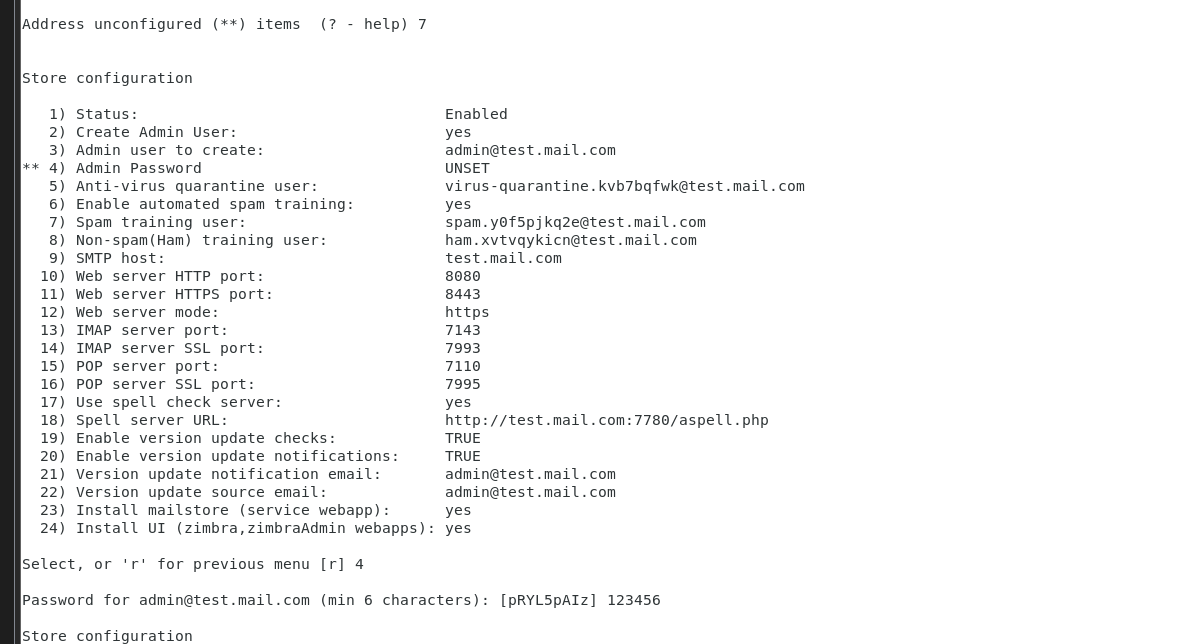 Address unconfigured (**) items  (? - help) 7
Store configuration
   1) Status:                                  Enabled
   2) Create Admin User:                       yes
   3) Admin user to create:                    admin@test.mail.com
** 4) Admin Password                           UNSET
   5) Anti-virus quarantine user:              virus-quarantine.kvb7bqfwk@test.mail.com
   6) Enable automated spam training:          yes
   7) Spam training user:                      spam.y0f5pjkq2e@test.mail.com
   8) Non-spam(Ham) training user:             ham.xvtvqykicn@test.mail.com
   9) SMTP host:                               test.mail.com
  10) Web server HTTP port:                    8080
  11) Web server HTTPS port:                   8443
  12) Web server mode:                         https
  13) IMAP server port:                        7143
  14) IMAP server SSL port:                    7993
  15) POP server port:                         7110
  16) POP server SSL port:                     7995
  17) Use spell check server:                  yes
  18) Spell server URL:                        http://test.mail.com:7780/aspell.php
  19) Enable version update checks:            TRUE
  20) Enable version update notifications:     TRUE
  21) Version update notification email:       admin@test.mail.com
  22) Version update source email:             admin@test.mail.com
  23) Install mailstore (service webapp):      yes
  24) Install UI (zimbra,zimbraAdmin webapps): yes
Select, or 'r' for previous menu [r] 4
Password for admin@test.mail.com (min 6 characters): [pRYL5pAIz] 123456
Store configuration